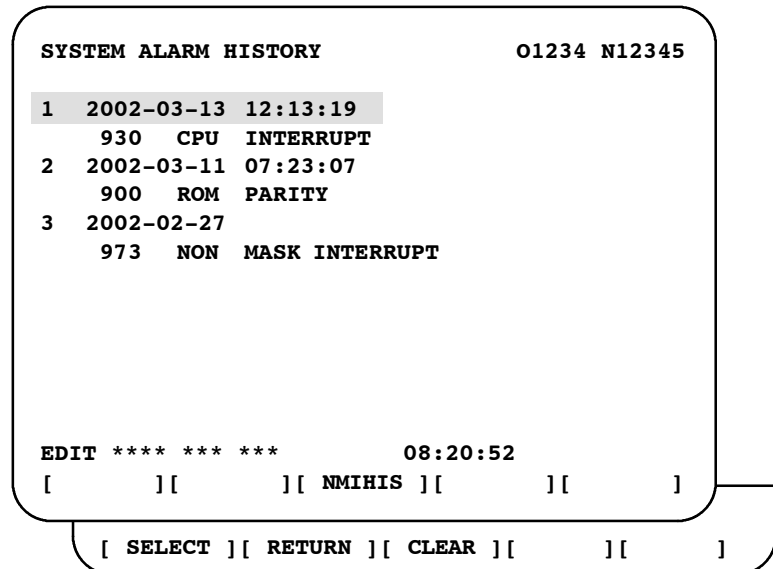 SYSTEM ALARM HISTORY O1234 N12345
1 2002-03-13 12:13:19
930 CPU INTERRUPT
2 2002-03-11 07:23:07
900 ROM PARITY
3 2002-02-27
973 NON MASK INTERRUPT
EDIT **** *** *** 08:20:52
[ ][ ][ NMIHIS ][ ][ ]
[ SELECT ][ RETURN ][ CLEAR ][ ][ ]